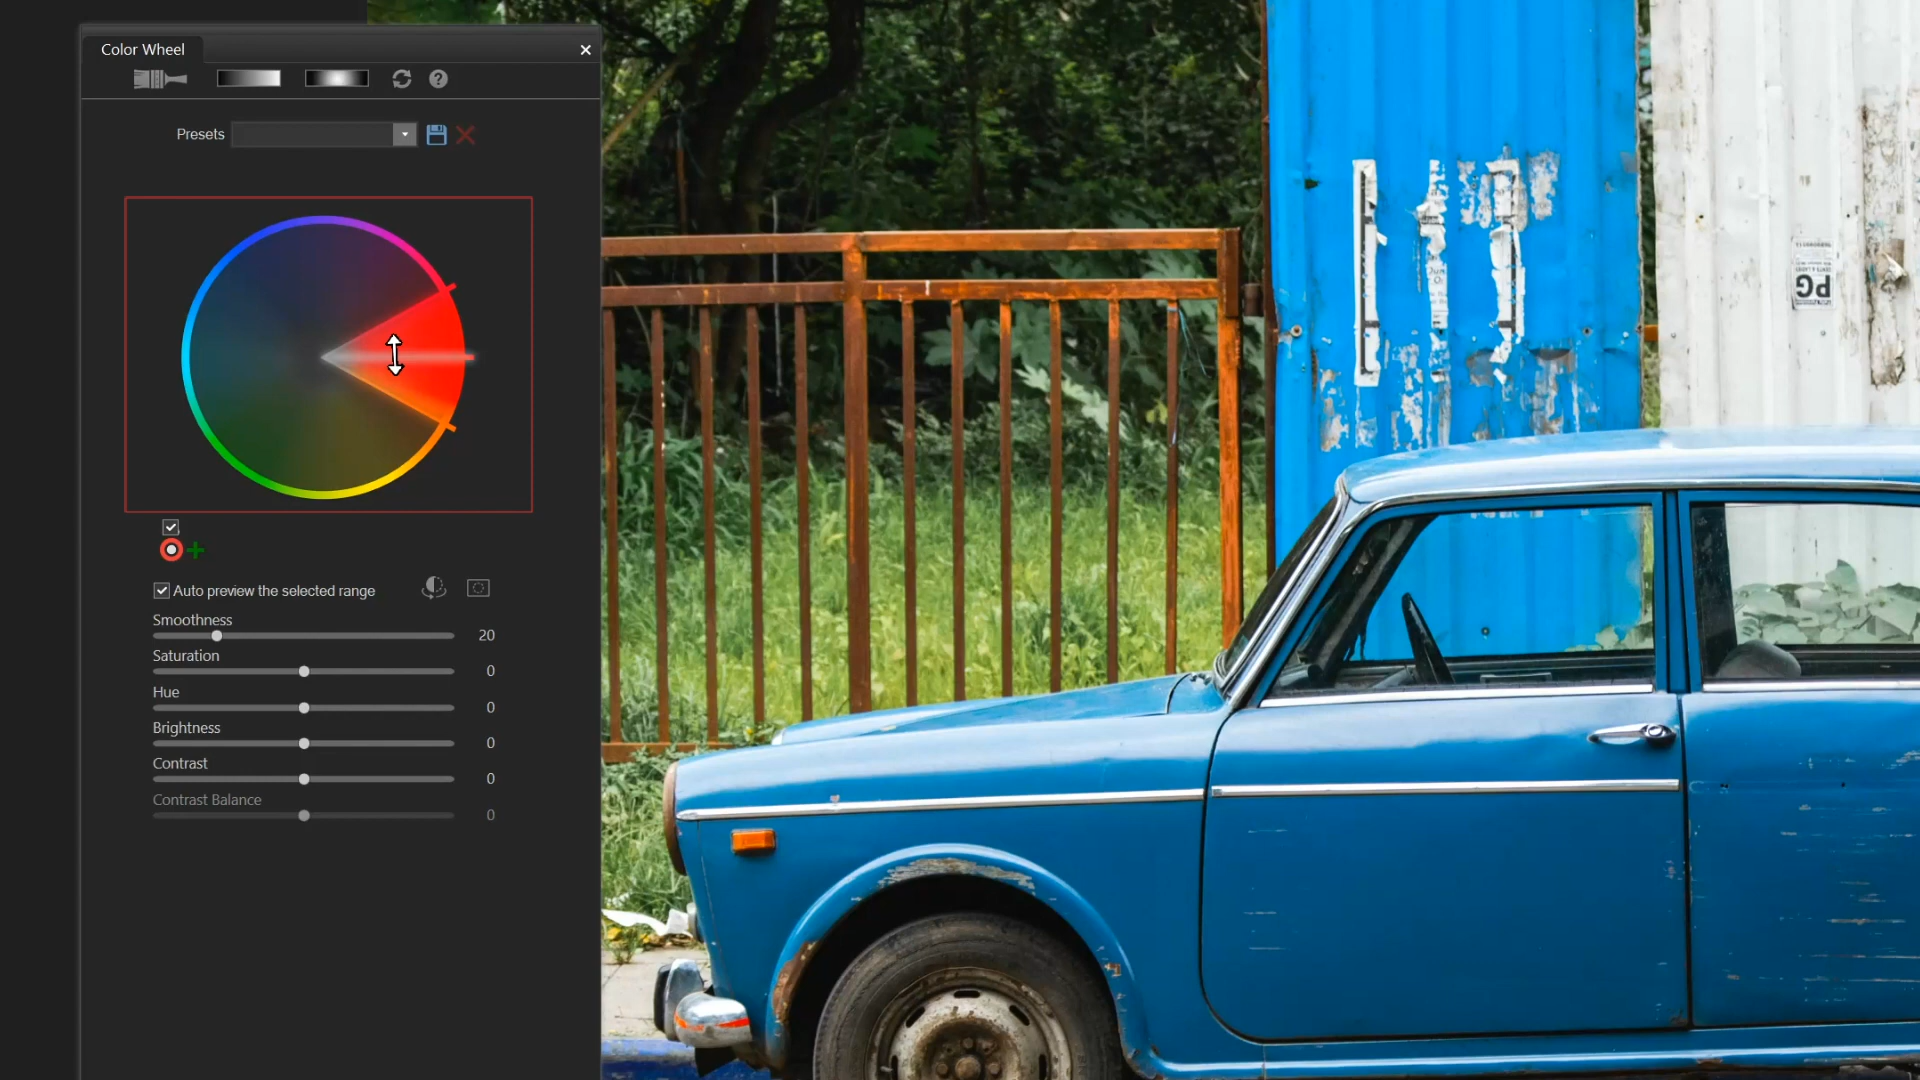 Color Wheel
Presets
Auto preview the selected range
Smoothness
20
Saturation
0
Hue
0
Brightness
0
Contrast
0
Contrast Balance
0
PG